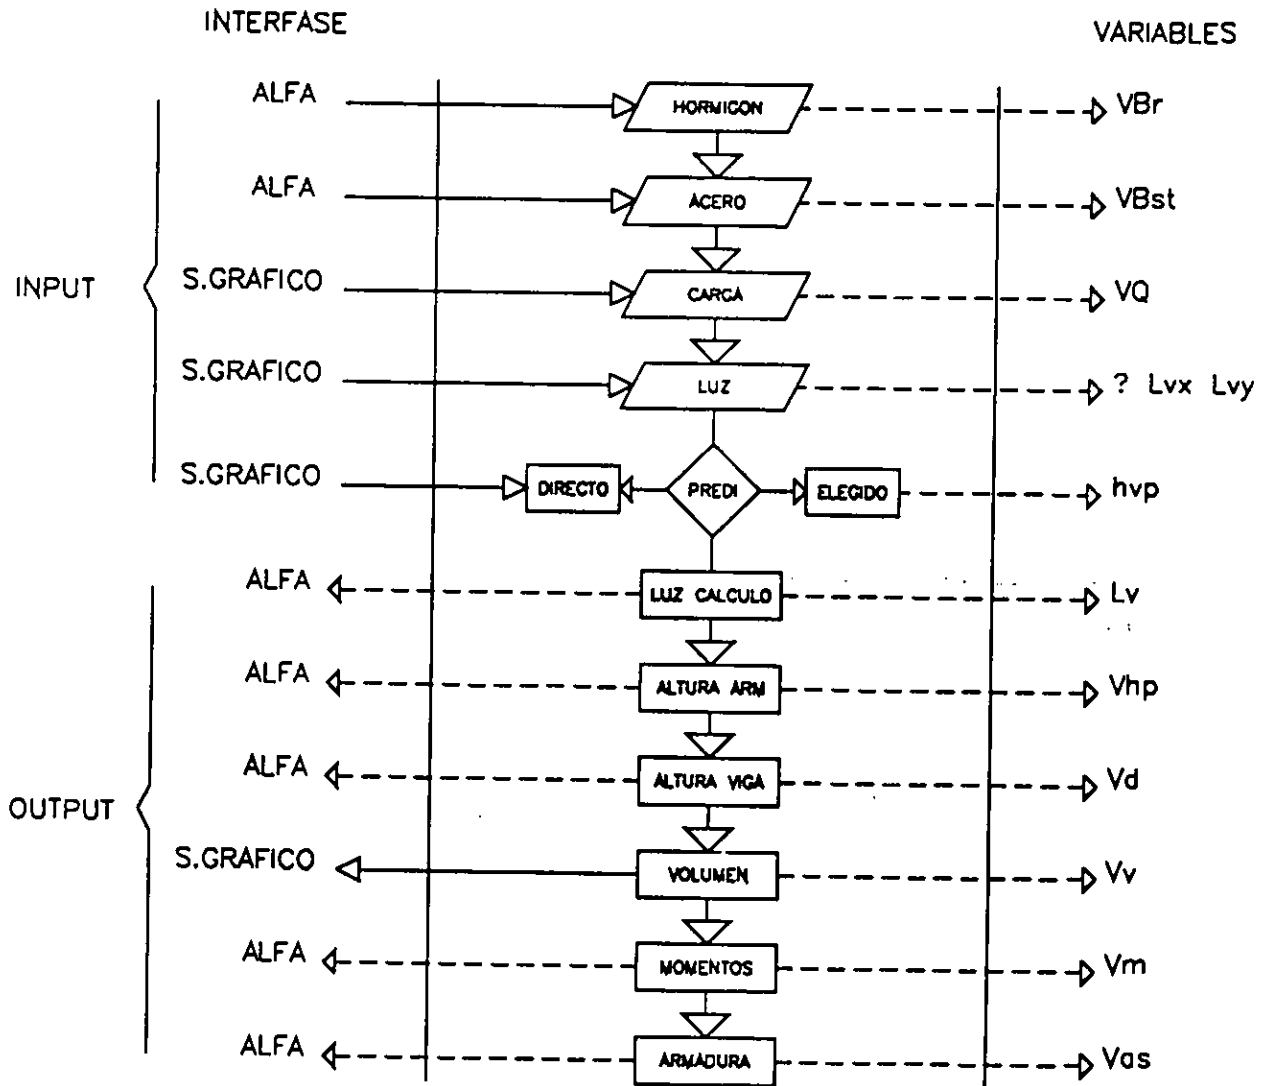 INTERFASE VARIABLES
ALFA HORMIGON VBr
ALFA ACERO VBst
INPUT S.GRAFICO CARGA VQ
S.GRAFICO LUZ ? Lvx Lvy
S.GRAFICO DIRECTO PREDI ELEGIDO hvp
ALFA LUZ CALCULO Lv
ALFA ALTURA ARM Vhp
ALFA ALTURA VIGA Vd
OUTPUT
S.GRAFICO VOLUMEN Vv
ALFA MOMENTOS Vm
ALFA ARMADURA Vas